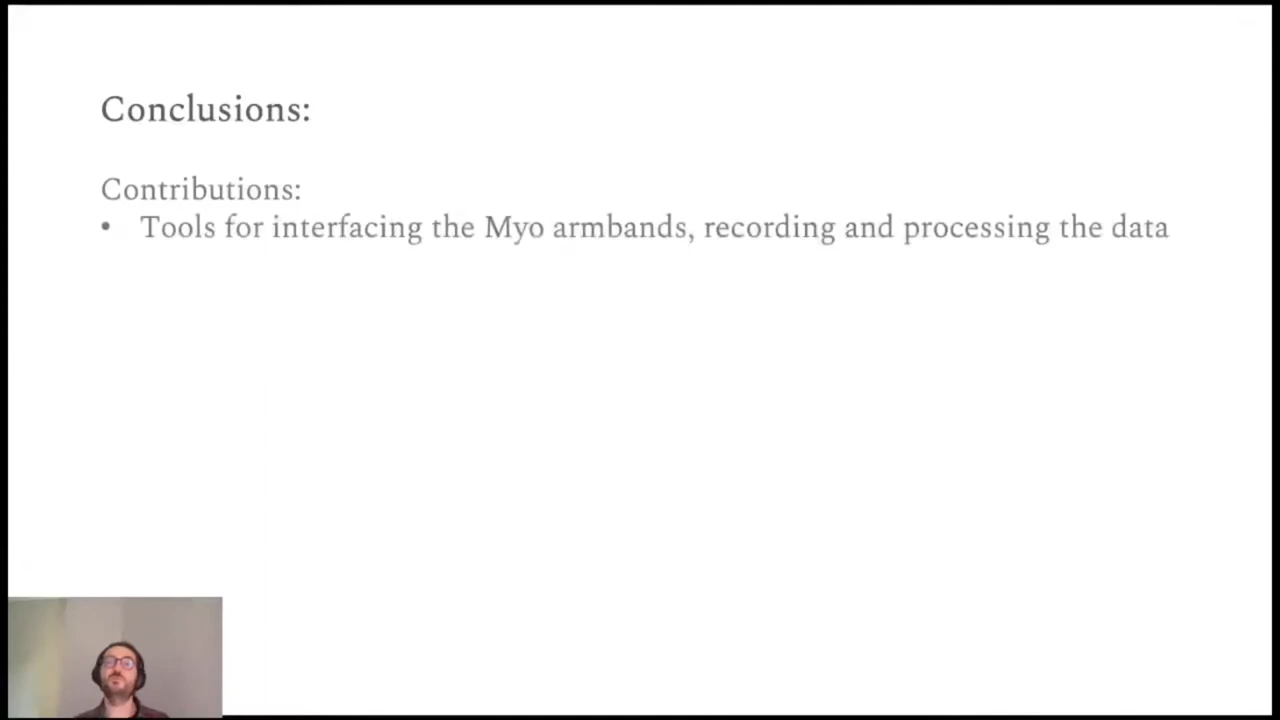 Conclusions:
Contributions:
• Tools for interfacing the Myo armbands, recording and processing the data